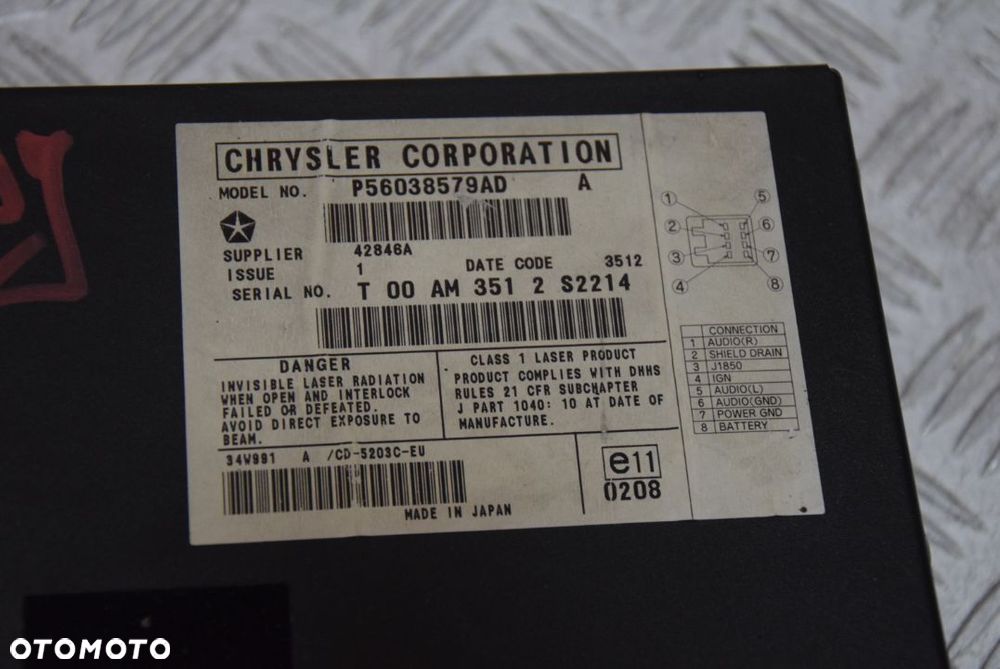 CHRYSLER CORPORATION
MODEL NO. P56038579AD A
SUPPLIER 42846A
ISSUE 1 DATE CODE 3512
SERIAL NO. T 00 AM 351 2 S2214
DANGER
INVISIBLE LASER RADIATION
WHEN OPEN AND INTERLOCK
FAILED OR DEFEATED.
AVOID DIRECT EXPOSURE TO
BEAM.
CLASS 1 LASER PRODUCT
PRODUCT COMPLIES WITH DHHS
RULES 21 CFR SUBCHAPTER
J PART 1040: 10 AT DATE OF
MANUFACTURE.
34W991 A /CD-5203C-EU
MADE IN JAPAN
e11
0208
1 5
2 6
3 7
4 8
CONNECTION
1 AUDIO(R)
2 SHIELD DRAIN
3 J1850
4 IGN
5 AUDIO(L)
6 AUDIO(GND)
7 POWER GND
8 BATTERY
OTOMOTO